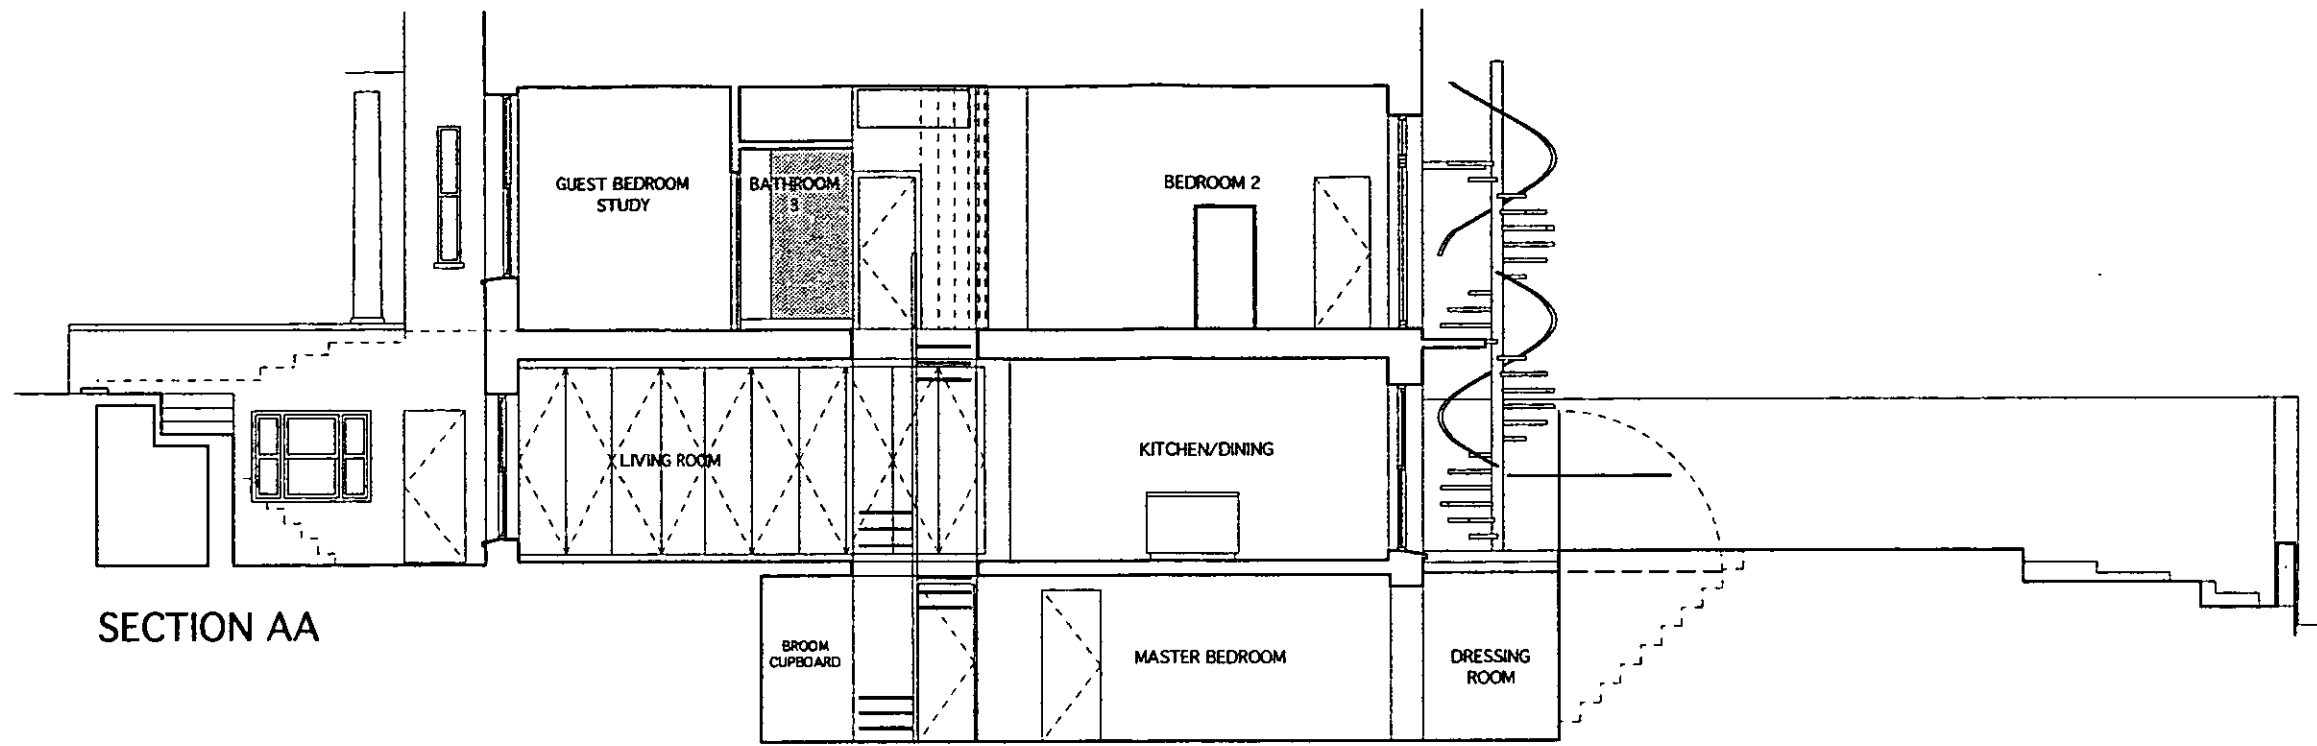 GUEST BEDROOM
STUDY
BATHROOM
3
BEDROOM 2
LIVING ROOM
KITCHEN/DINING
SECTION AA
BROOM
CUPBOARD
MASTER BEDROOM
DRESSING
ROOM